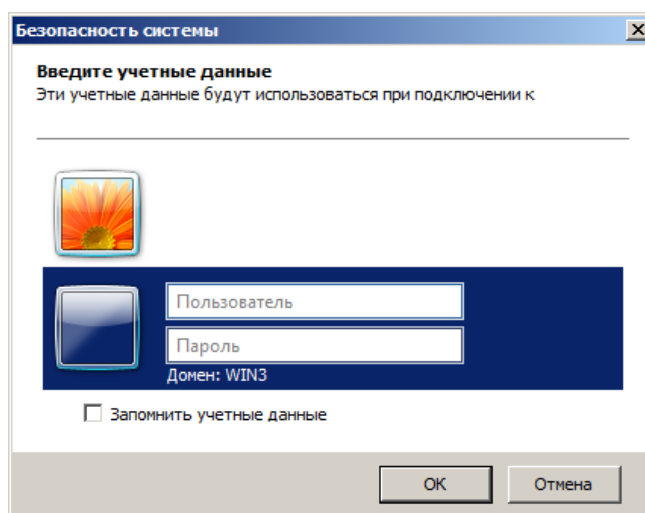 Безопасность системы
Введите учетные данные
Эти учетные данные будут использоваться при подключении к
Пользователь
Пароль
Домен: WIN3
Запомнить учетные данные
ОК
Отмена